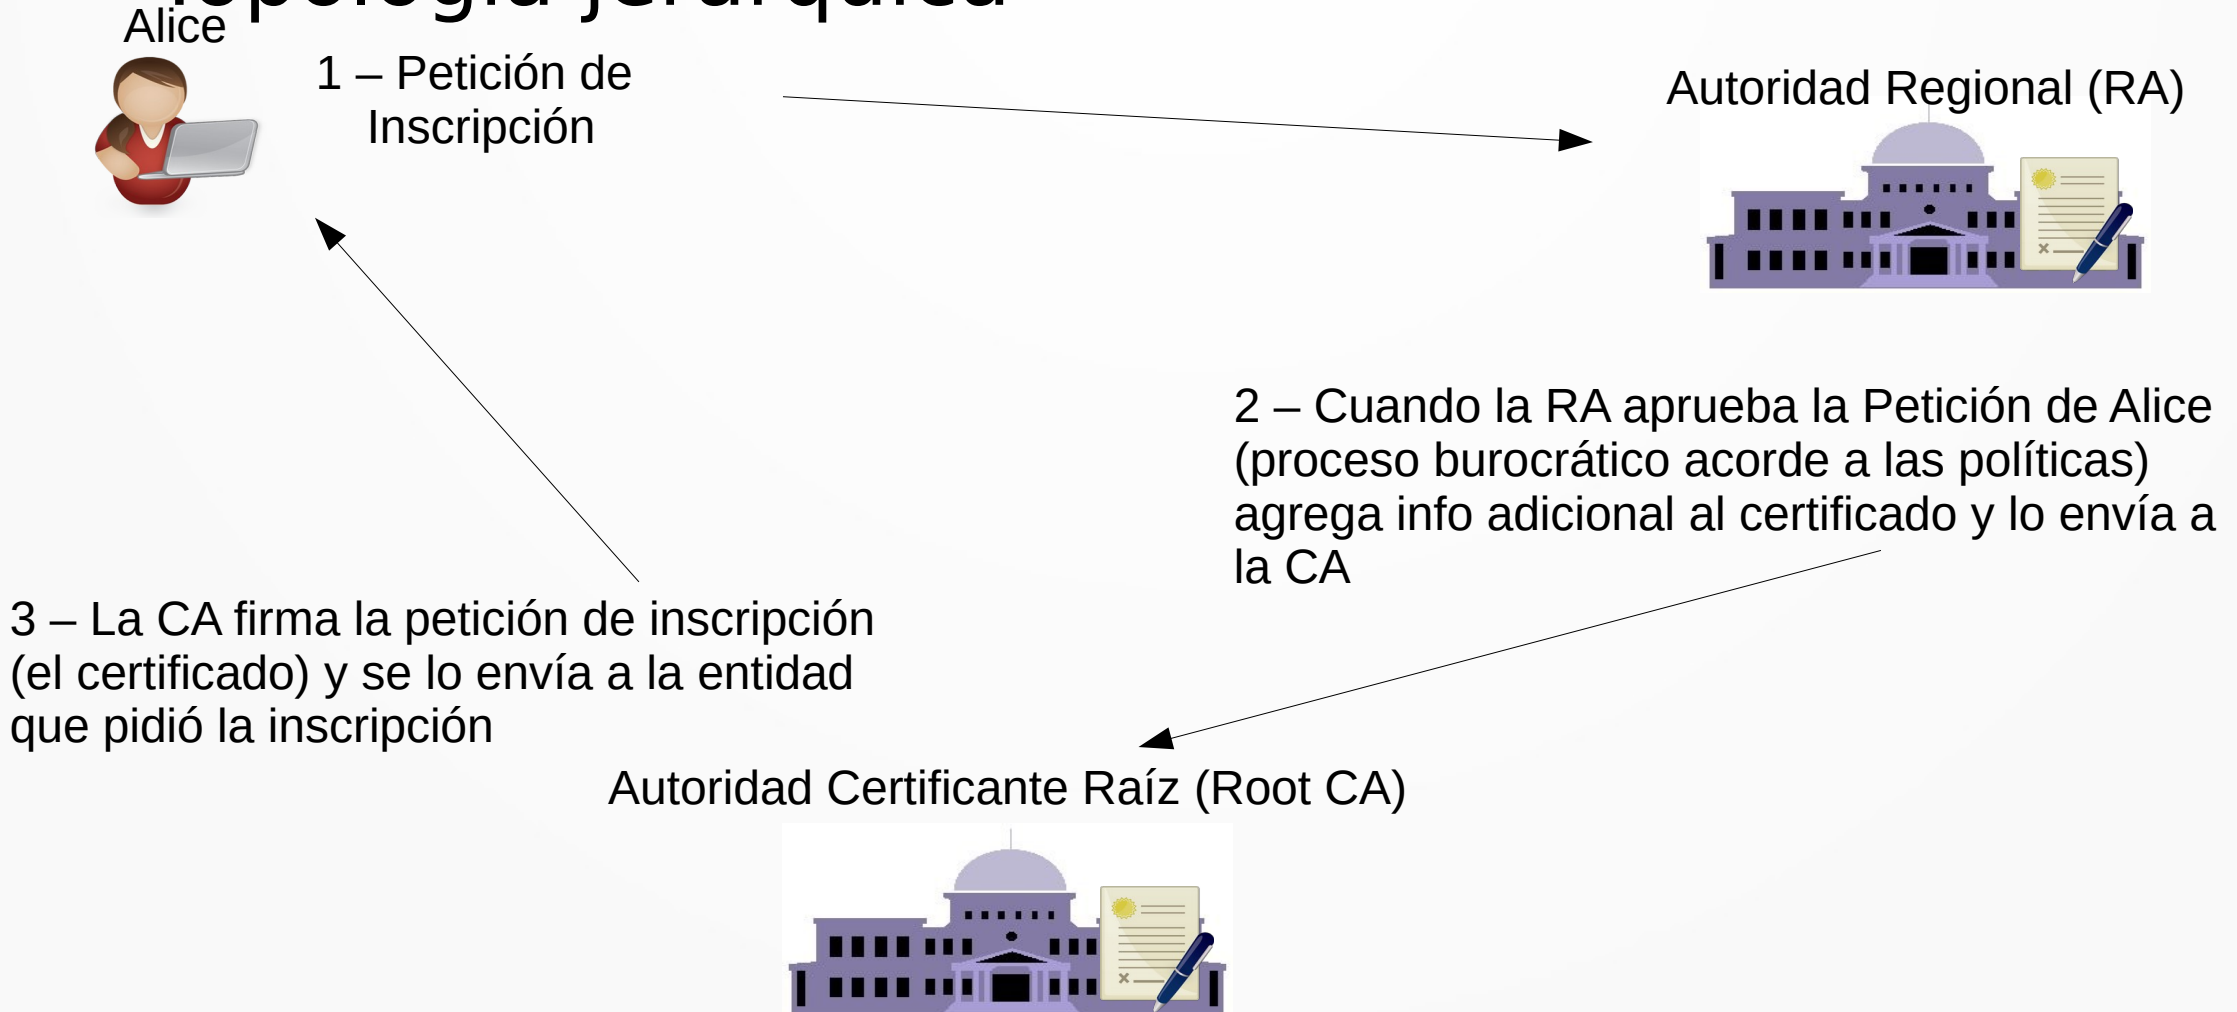 Topología jerárquica
Alice
1 – Petición de
Inscripción
Autoridad Regional (RA)
2 – Cuando la RA aprueba la Petición de Alice
(proceso burocrático acorde a las políticas)
agrega info adicional al certificado y lo envía a
la CA
3 – La CA firma la petición de inscripción
(el certificado) y se lo envía a la entidad
que pidió la inscripción
Autoridad Certificante Raíz (Root CA)